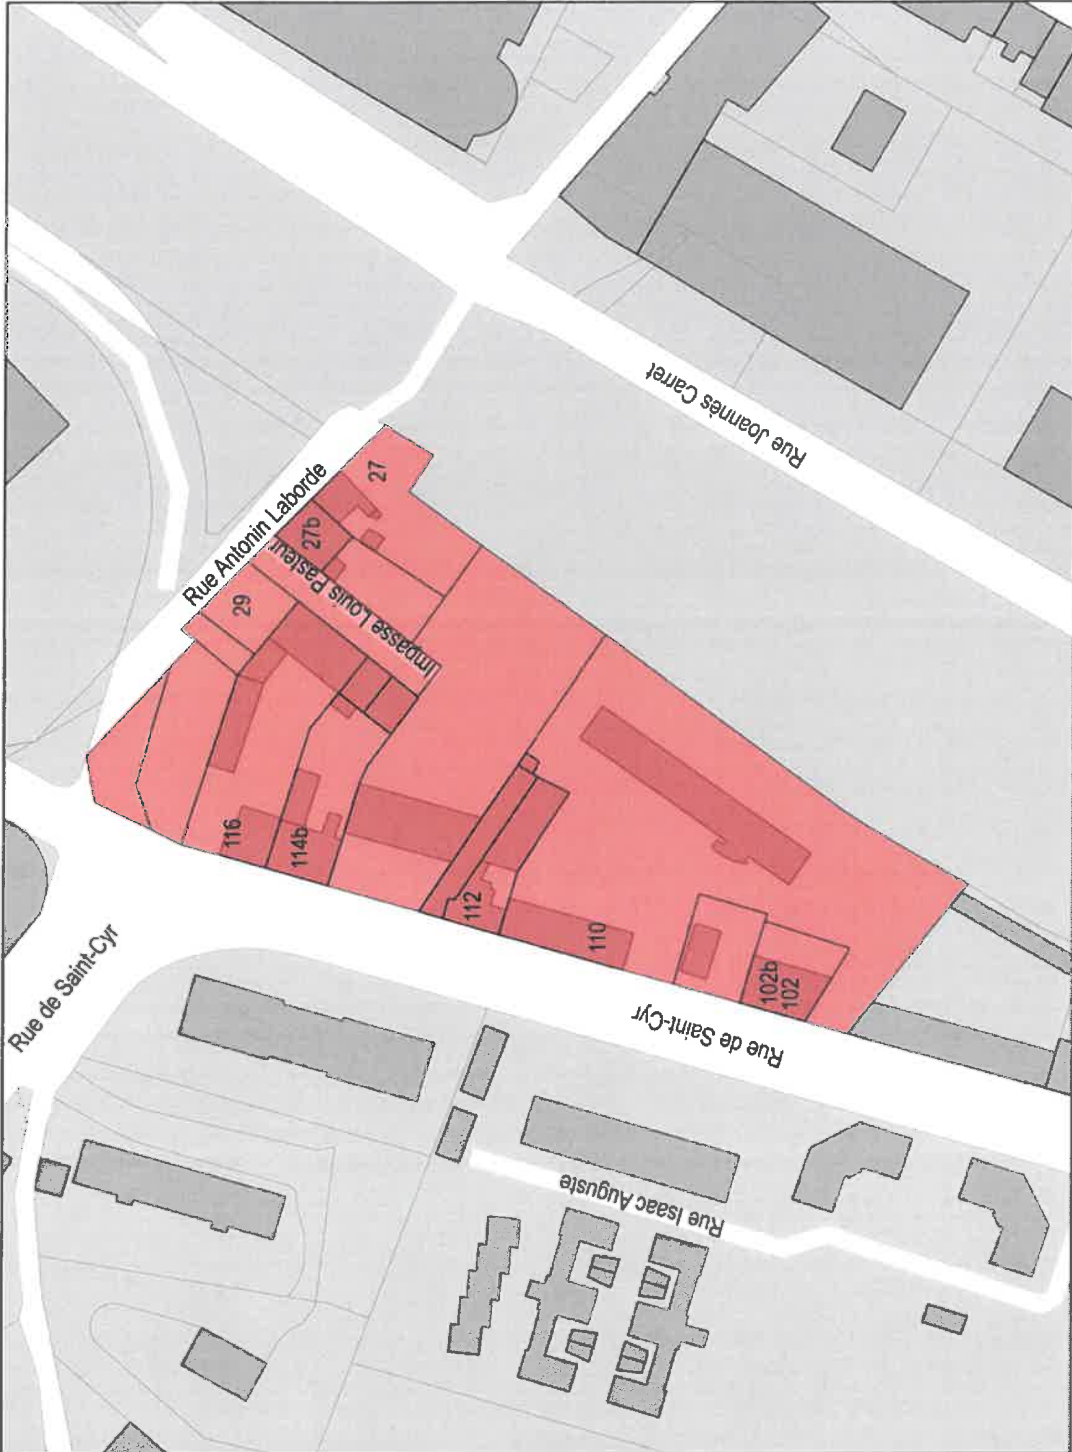 Rue de Saint-Cyr
Rue Antonin Laborde
Impasse Louis Pasteur
Rue Joannès Carret
27
27b
29
116
114b
112
110
102b
102
Rue de Saint-Cyr
Rue Isaac Auguste